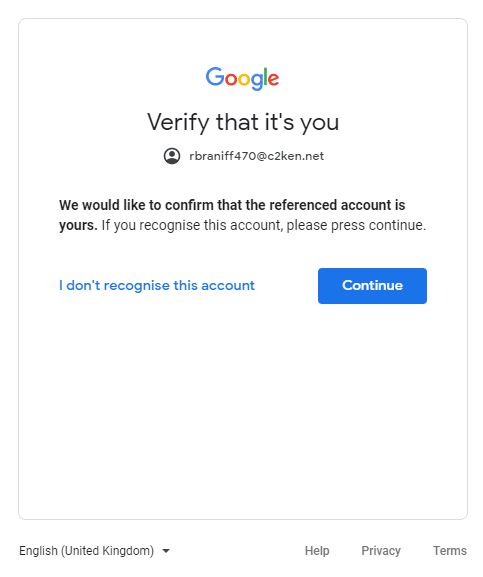 Google
Verify that it's you
rbraniff470@c2ken.net
We would like to confirm that the referenced account is
yours. If you recognise this account, please press continue.
I don't recognise this account
Continue
English (United Kingdom)
Help
Privacy
Terms